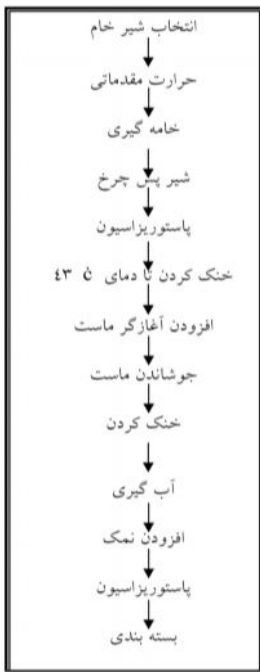 انتخاب شیر خام
حرارت مقدماتی
خامه گیری
شیر پس چرخ
پاستوریزاسیون
خنک کردن تا دمای ٤٣ Ċ
افزودن آغازگر ماست
جوشاندن ماست
خنک کردن
آب گیری
افزودن نمک
پاستوریزاسیون
بسته بندی